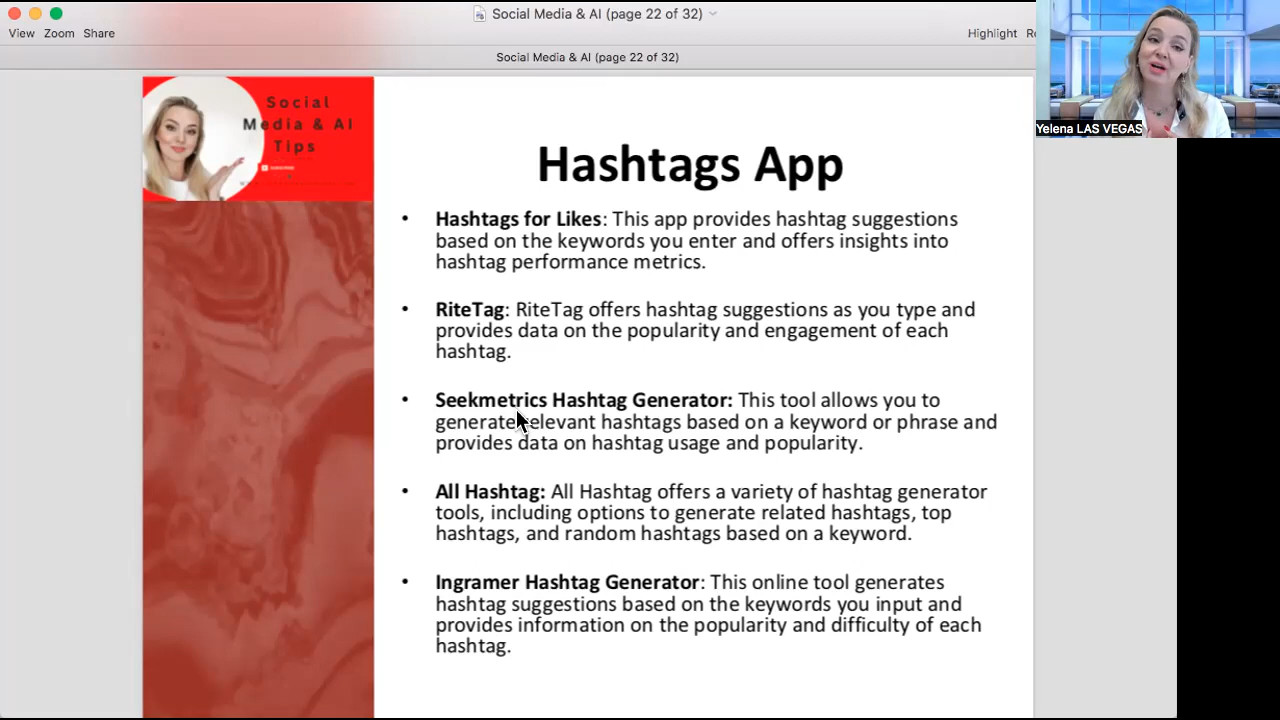 Social Media & AI (page 22 of 32)
View Zoom Share
Highlight
Social Media & AI (page 22 of 32)
Yelena LAS VEGAS
Social
Media & AI
Tips
Hashtags App
• Hashtags for Likes: This app provides hashtag suggestions
based on the keywords you enter and offers insights into
hashtag performance metrics.
• RiteTag: RiteTag offers hashtag suggestions as you type and
provides data on the popularity and engagement of each
hashtag.
• Seekmetrics Hashtag Generator: This tool allows you to
generate relevant hashtags based on a keyword or phrase and
provides data on hashtag usage and popularity.
• All Hashtag: All Hashtag offers a variety of hashtag generator
tools, including options to generate related hashtags, top
hashtags, and random hashtags based on a keyword.
• Ingramer Hashtag Generator: This online tool generates
hashtag suggestions based on the keywords you input and
provides information on the popularity and difficulty of each
hashtag.